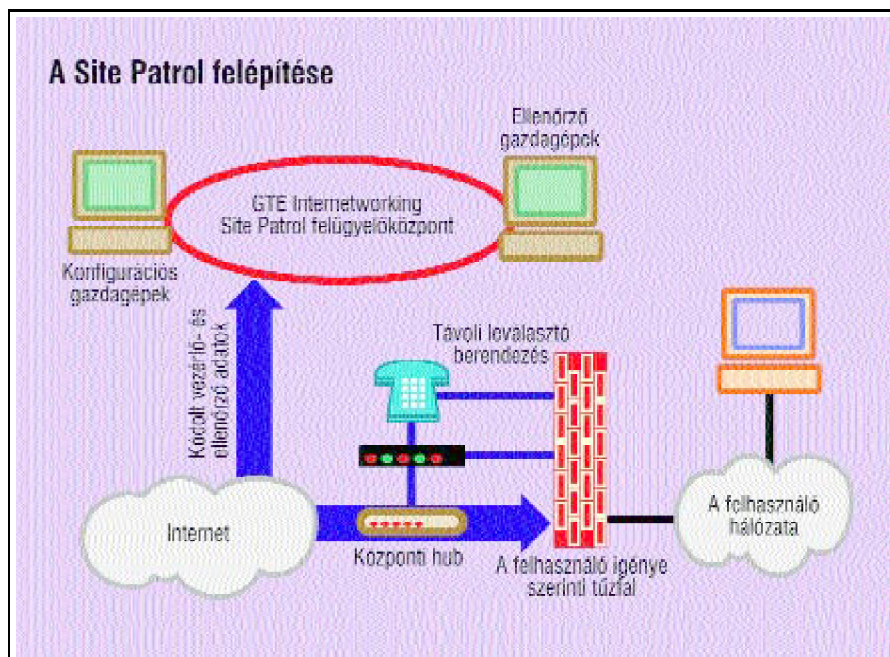 A Site Patrol felépítése
Ellenőrző
gazdagépek
GTE Internetworking
Site Patrol felügyelőközpont
Konfigurációs
gazdagépek
Kódolt vezérlő- és
ellenőrző adatok
Távoli leválasztó
berendezés
Internet
Központi hub
A felhasználó igénye
szerinti tűzfal
A felhasználó
hálózata